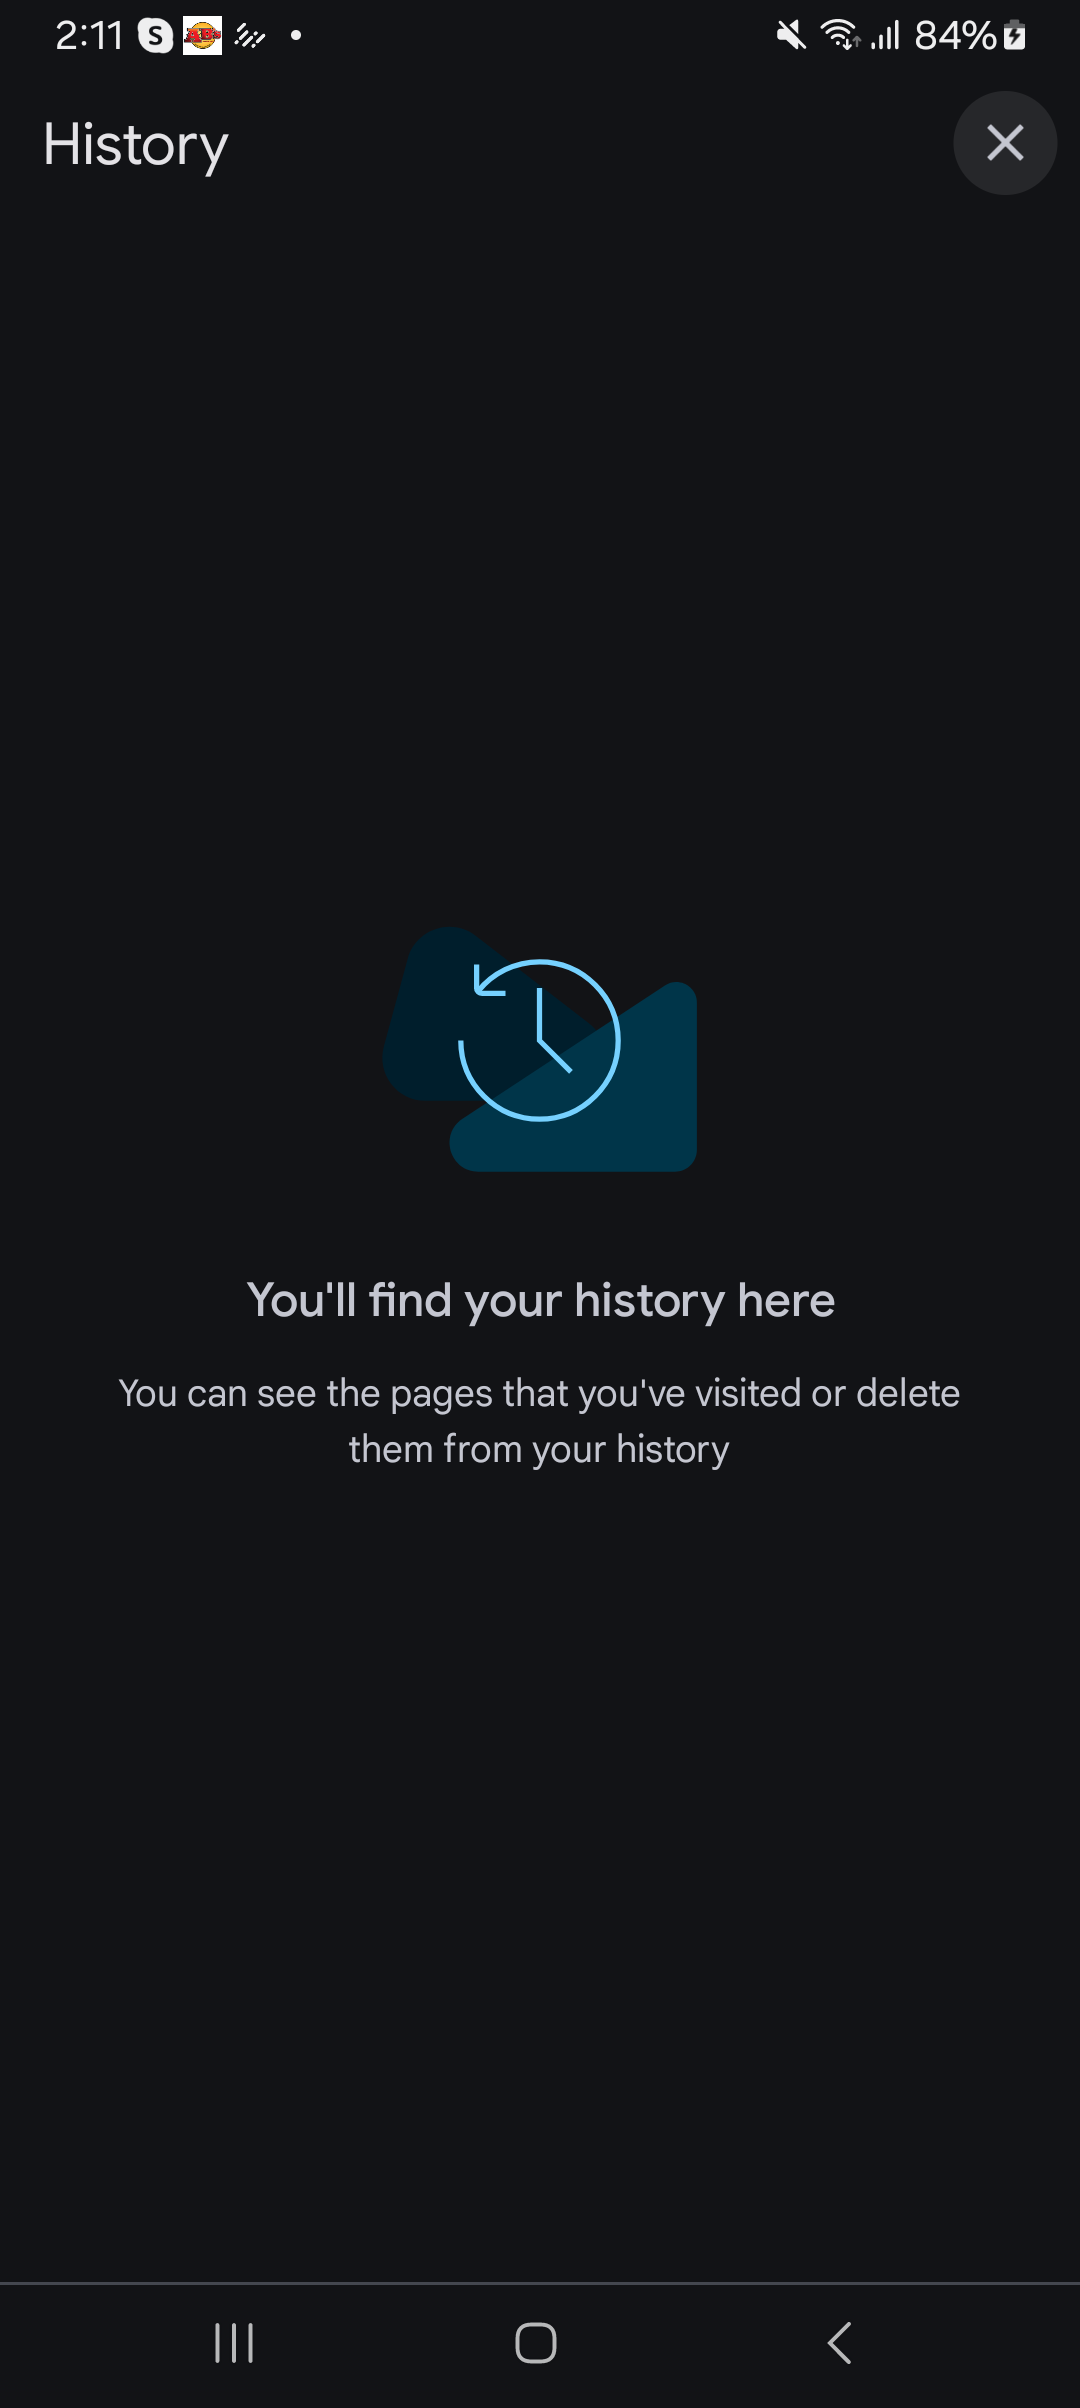 2:11 S ABs 84%
History
You'll find your history here
You can see the pages that you've visited or delete
them from your history